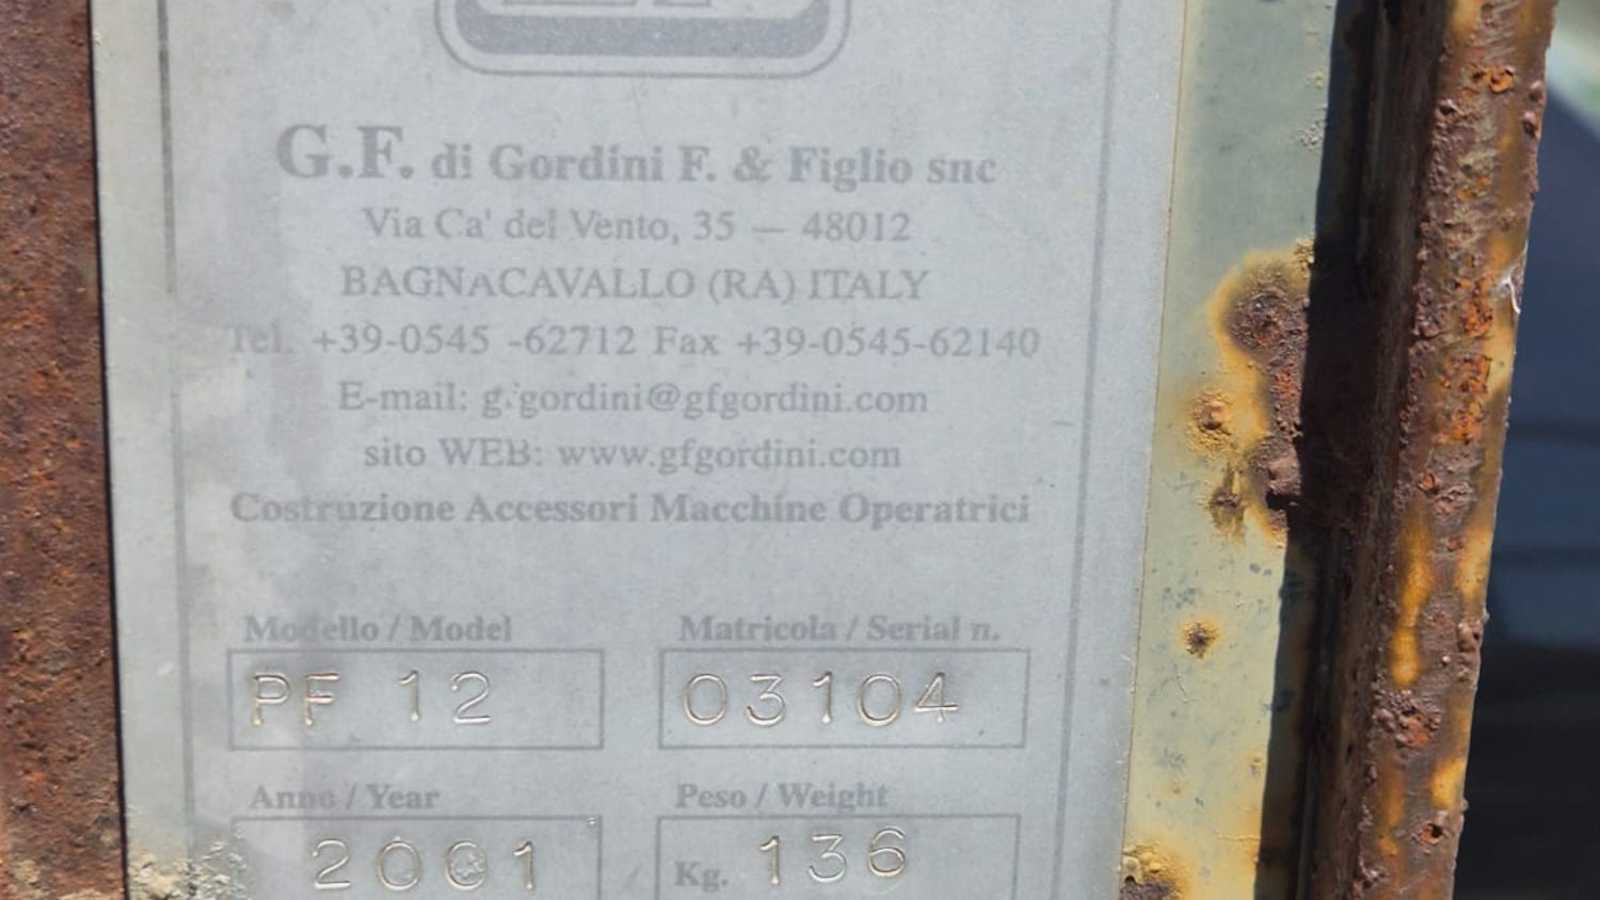 G.F. di Gordini F. & Figlio snc
Via Ca' del Vento, 35 — 48012
BAGNACAVALLO (RA) ITALY
Tel. +39-0545 -62712 Fax +39-0545-62140
E-mail: g.gordini@gfgordini.com
sito WEB: www.gfgordini.com
Costruzione Accessori Macchine Operatrici
Modello / Model Matricola / Serial n.
PF 12 03104
Anno / Year Peso / Weight
2001 Kg. 136